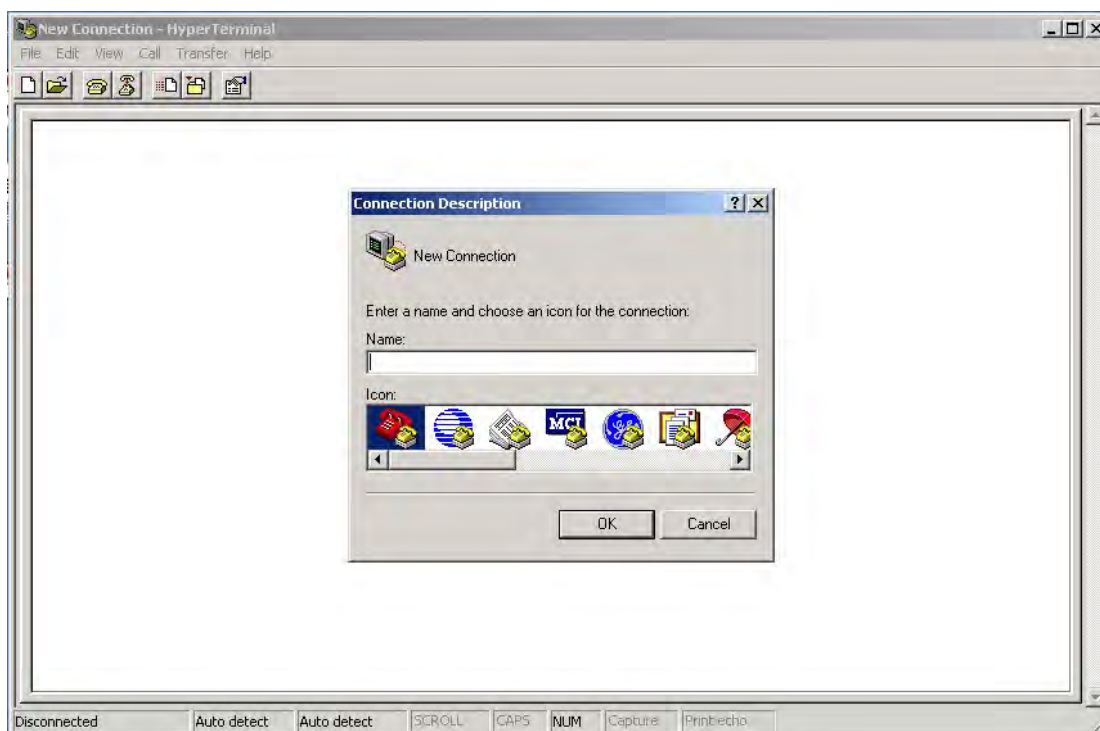 New Connection - HyperTerminal
File Edit View Call Transfer Help
Connection Description
New Connection
Enter a name and choose an icon for the connection:
Name:
Icon:
MCI
OK Cancel
Disconnected Auto detect Auto detect SCROLL CAPS NUM Capture Print echo